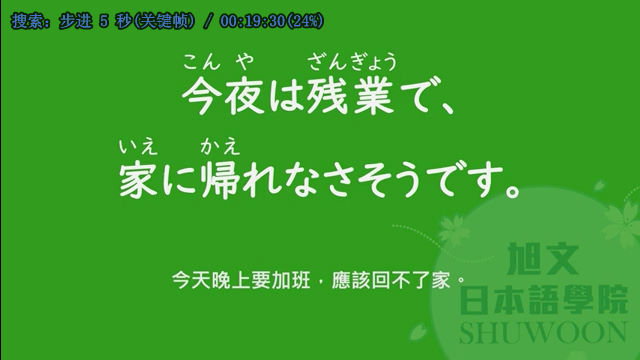 搜索: 步进 5 秒(关键帧) / 00:19:30(24%)
こん や ざんぎょう
今夜は残業で、
いえ かえ
家に帰れなさそうです。
今天晚上要加班，應該回不了家。
旭文
日本語學院
SHUWOON